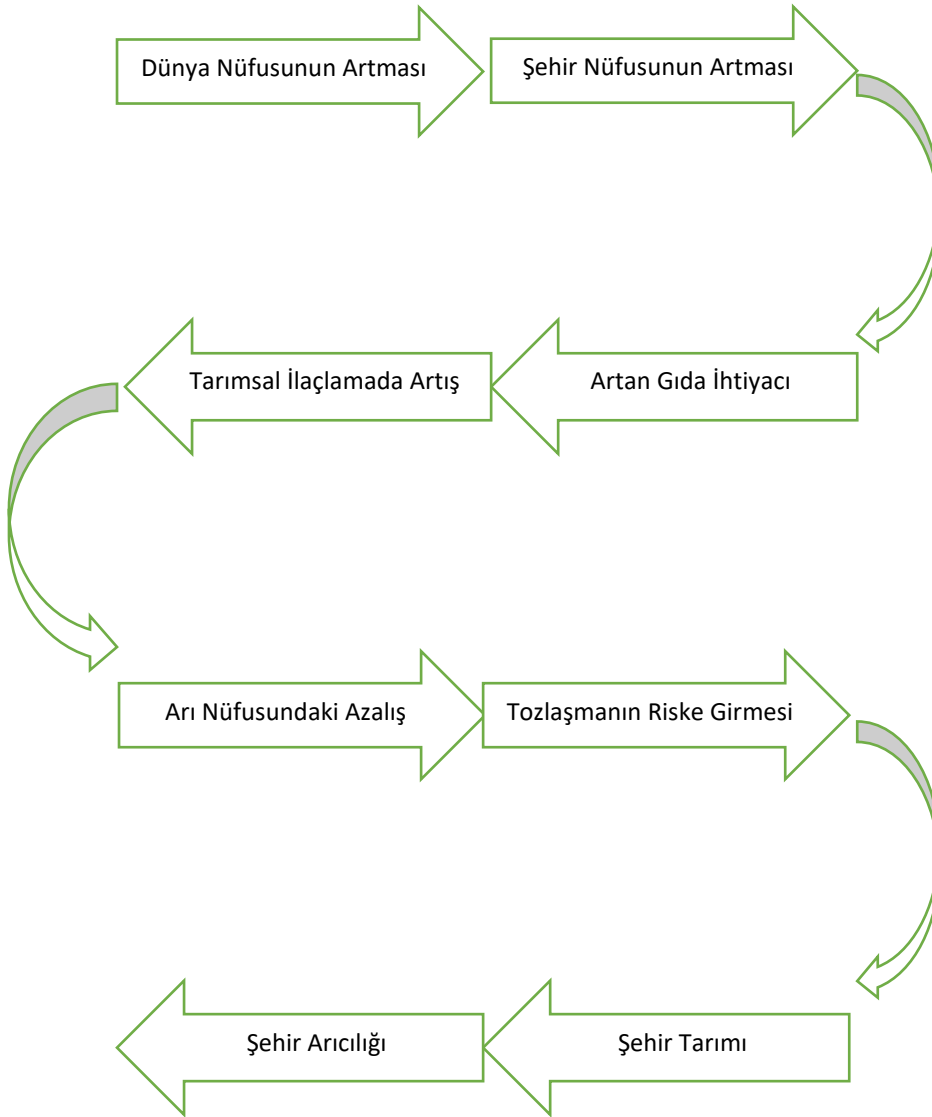 Dünya Nüfusunun Artması
Şehir Nüfusunun Artması
Artan Gıda İhtiyacı
Tarımsal İlaçlamada Artış
Arı Nüfusundaki Azalış
Tozlaşmanın Riske Girmesi
Şehir Tarımı
Şehir Arıcılığı